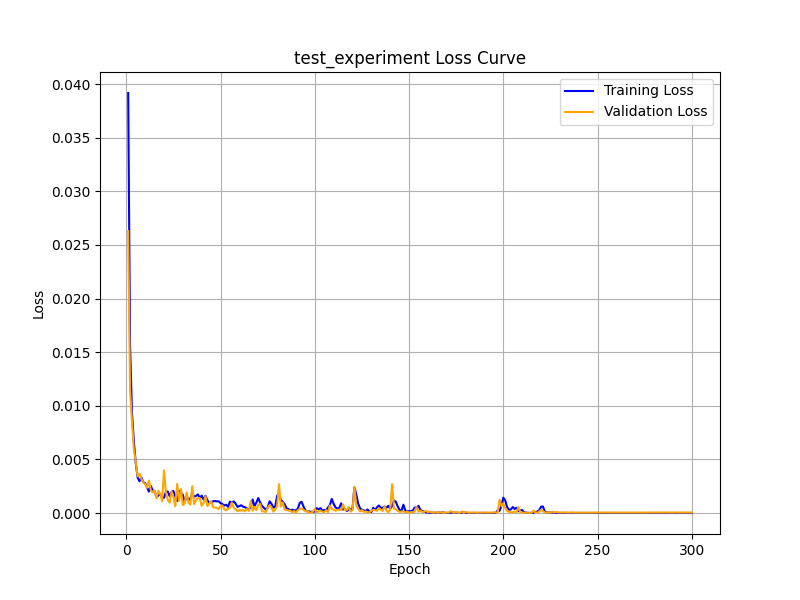 test_experiment Loss Curve
Training Loss
Validation Loss
0.040
0.035
0.030
0.025
0.020
0.015
0.010
0.005
0.000
Loss
0 50 100 150 200 250 300
Epoch